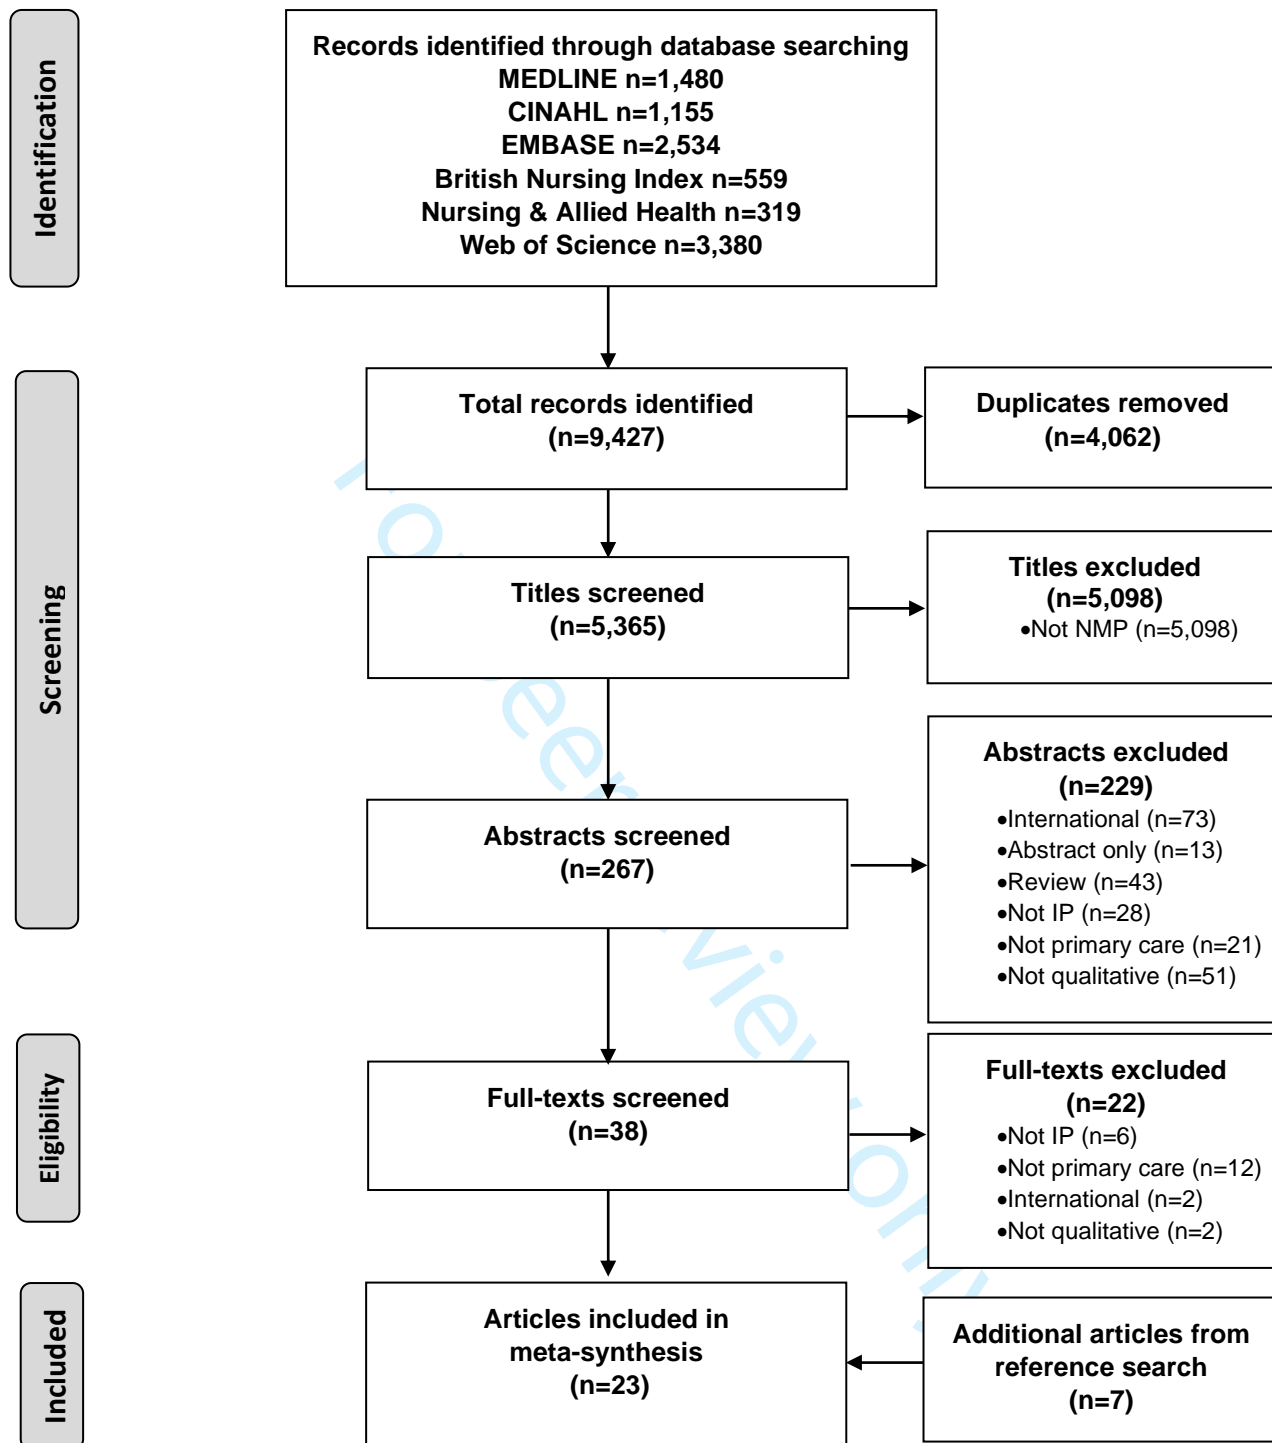 Identification
Records identified through database searching
MEDLINE n=1,480
CINAHL n=1,155
EMBASE n=2,534
British Nursing Index n=559
Nursing & Allied Health n=319
Web of Science n=3,380
Screening
Total records identified
(n=9,427)
Duplicates removed
(n=4,062)
Titles screened
(n=5,365)
Titles excluded
(n=5,098)
•Not NMP (n=5,098)
Abstracts screened
(n=267)
Abstracts excluded
(n=229)
•International (n=73)
•Abstract only (n=13)
•Review (n=43)
•Not IP (n=28)
•Not primary care (n=21)
•Not qualitative (n=51)
Eligibility
Full-texts screened
(n=38)
Full-texts excluded
(n=22)
•Not IP (n=6)
•Not primary care (n=12)
•International (n=2)
•Not qualitative (n=2)
Included
Articles included in
meta-synthesis
(n=23)
Additional articles from
reference search
(n=7)